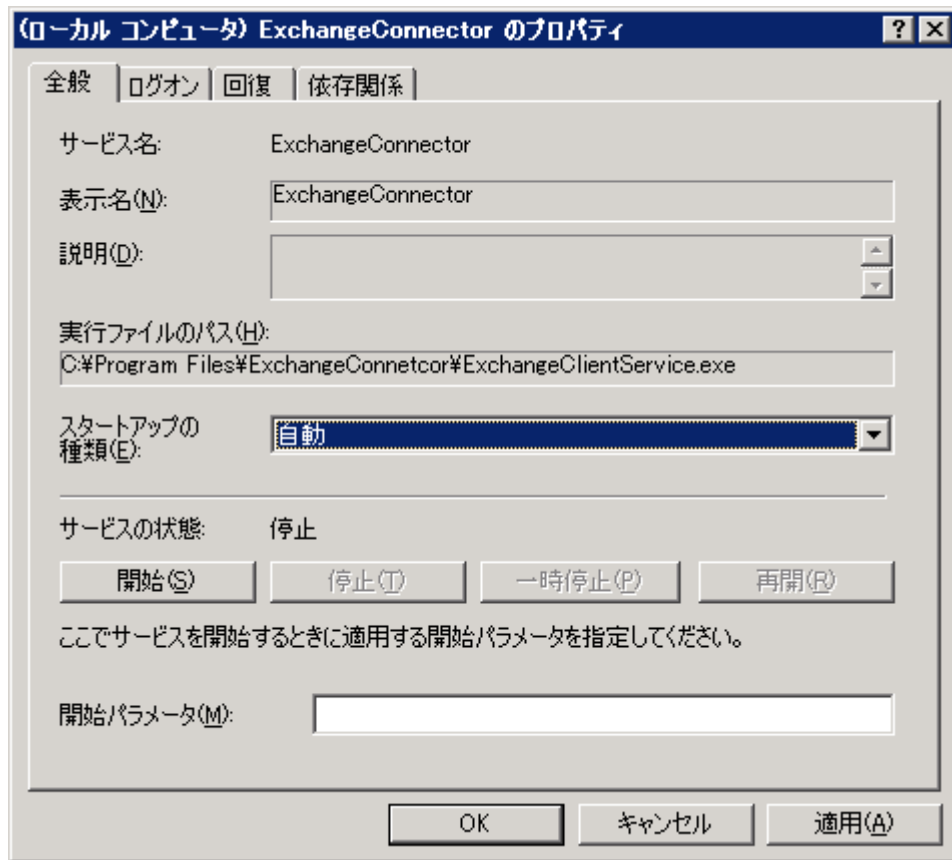 (ローカル コンピュータ) ExchangeConnector のプロパティ
全般 ログオン 回復 依存関係
サービス名: ExchangeConnector
表示名(N): ExchangeConnector
説明(D):
実行ファイルのパス(H):
C:¥Program Files¥ExchangeConnetcor¥ExchangeClientService.exe
スタートアップの
種類(E): 自動
サービスの状態: 停止
開始(S) 停止(T) 一時停止(P) 再開(R)
ここでサービスを開始するときに適用する開始パラメータを指定してください。
開始パラメータ(M):
OK キャンセル 適用(A)